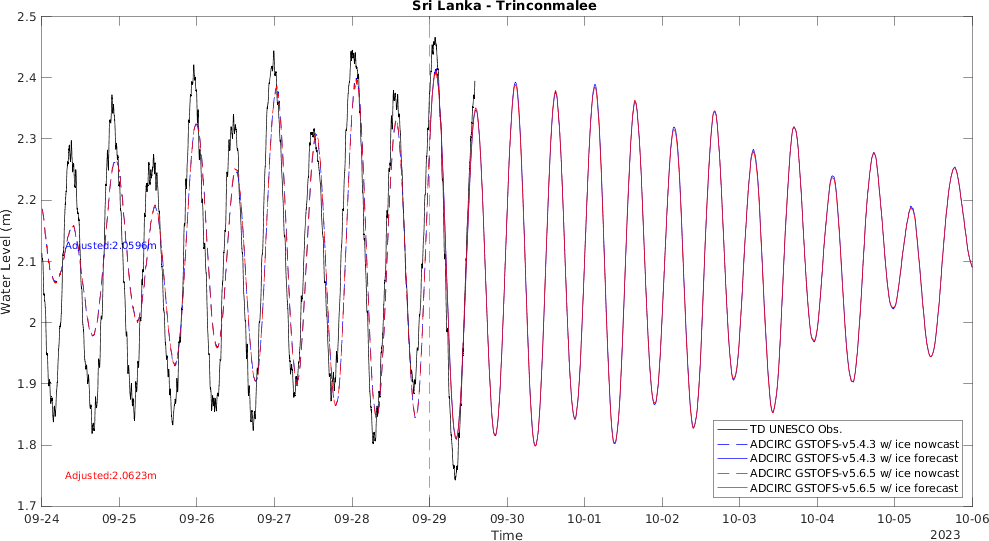 Sri Lanka - Trinconmalee
2.5
2.4
2.3
2.2
2.1
2
1.9
1.8
1.7
Water Level (m)
Adjusted:2.0596m
Adjusted:2.0623m
TD UNESCO Obs.
ADCIRC GSTOFS-v5.4.3 w/ ice nowcast
ADCIRC GSTOFS-v5.4.3 w/ ice forecast
ADCIRC GSTOFS-v5.6.5 w/ ice nowcast
ADCIRC GSTOFS-v5.6.5 w/ ice forecast
09-24 09-25 09-26 09-27 09-28 09-29 09-30 10-01 10-02 10-03 10-04 10-05 10-06
Time
2023